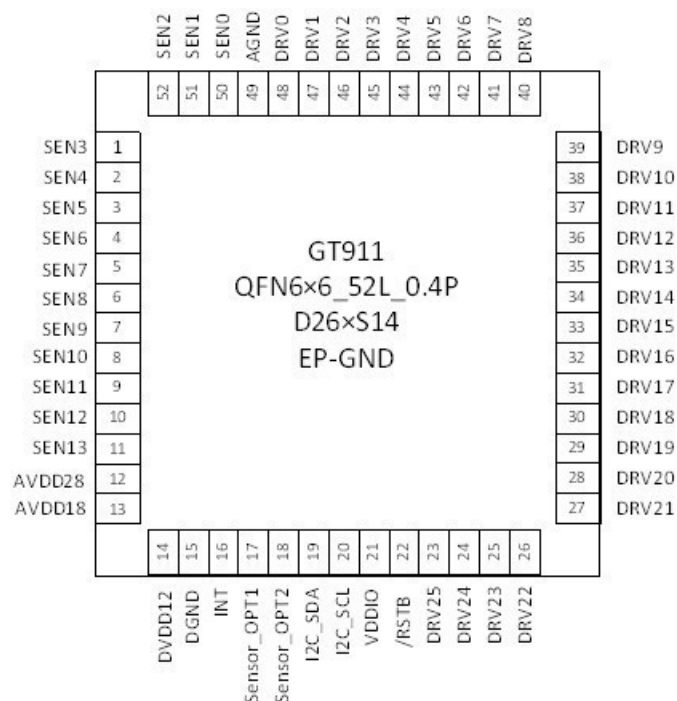 SEN2
SEN1
SEN0
AGND
DRV0
DRV1
DRV2
DRV3
DRV4
DRV5
DRV6
DRV7
DRV8
52
51
50
49
48
47
46
45
44
43
42
41
40
SEN3 1
SEN4 2
SEN5 3
SEN6 4
SEN7 5
SEN8 6
SEN9 7
SEN10 8
SEN11 9
SEN12 10
SEN13 11
AVDD28 12
AVDD18 13
GT911
QFN6×6_52L_0.4P
D26×S14
EP-GND
39 DRV9
38 DRV10
37 DRV11
36 DRV12
35 DRV13
34 DRV14
33 DRV15
32 DRV16
31 DRV17
30 DRV18
29 DRV19
28 DRV20
27 DRV21
14
15
16
17
18
19
20
21
22
23
24
25
26
DVDD12
DGND
INT
Sensor_OPT1
Sensor_OPT2
I2C_SDA
I2C_SCL
VDDIO
/RSTB
DRV25
DRV24
DRV23
DRV22